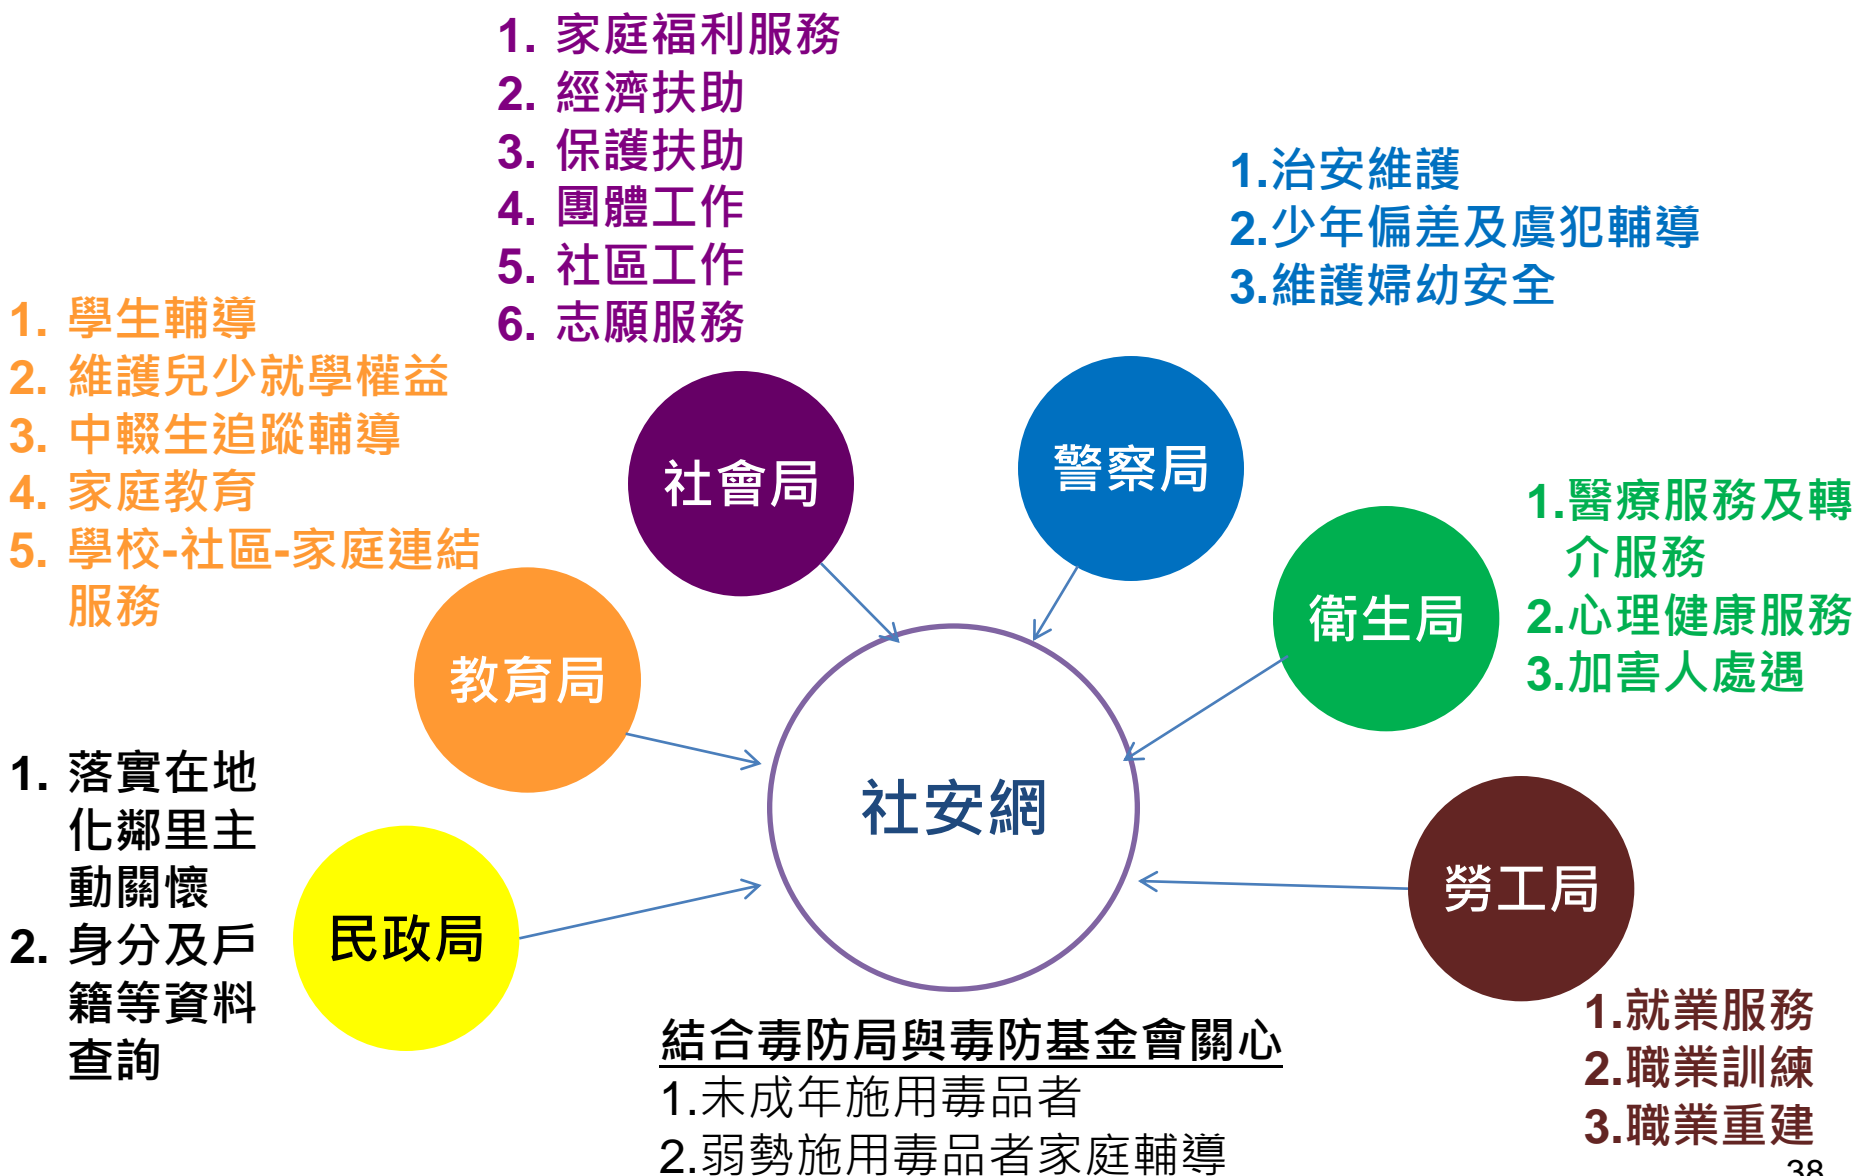 1. 家庭福利服務
2. 經濟扶助
3. 保護扶助
4. 團體工作
5. 社區工作
6. 志願服務
1.治安維護
2.少年偏差及虞犯輔導
3.維護婦幼安全
1. 學生輔導
2. 維護兒少就學權益
3. 中輟生追蹤輔導
4. 家庭教育
5. 學校-社區-家庭連結
服務
社會局
警察局
1.醫療服務及轉
介服務
2.心理健康服務
3.加害人處遇
衛生局
教育局
1. 落實在地
化鄰里主
動關懷
2. 身分及戶
籍等資料
查詢
民政局
社安網
勞工局
1.就業服務
2.職業訓練
3.職業重建
結合毒防局與毒防基金會關心
1.未成年施用毒品者
2.弱勢施用毒品者家庭輔導
38